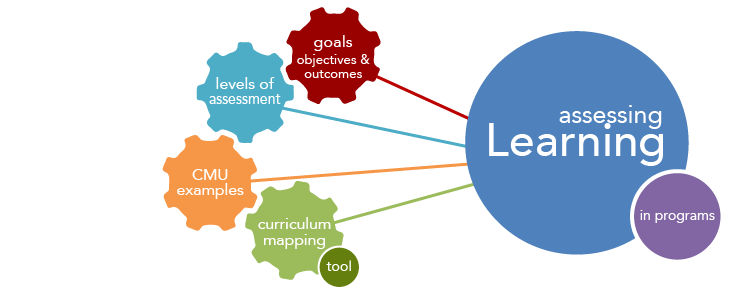 goals
objectives &
outcomes
levels of
assessment
CMU
examples
curriculum
mapping
tool
assessing
Learning
in programs